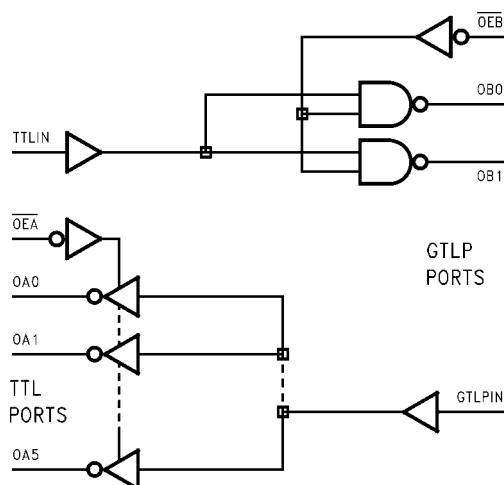 OEB
OB0
TTLIN
OB1
OEA
GTLP
PORTS
OA0
OA1
TTL
PORTS
GTLPIN
OA5